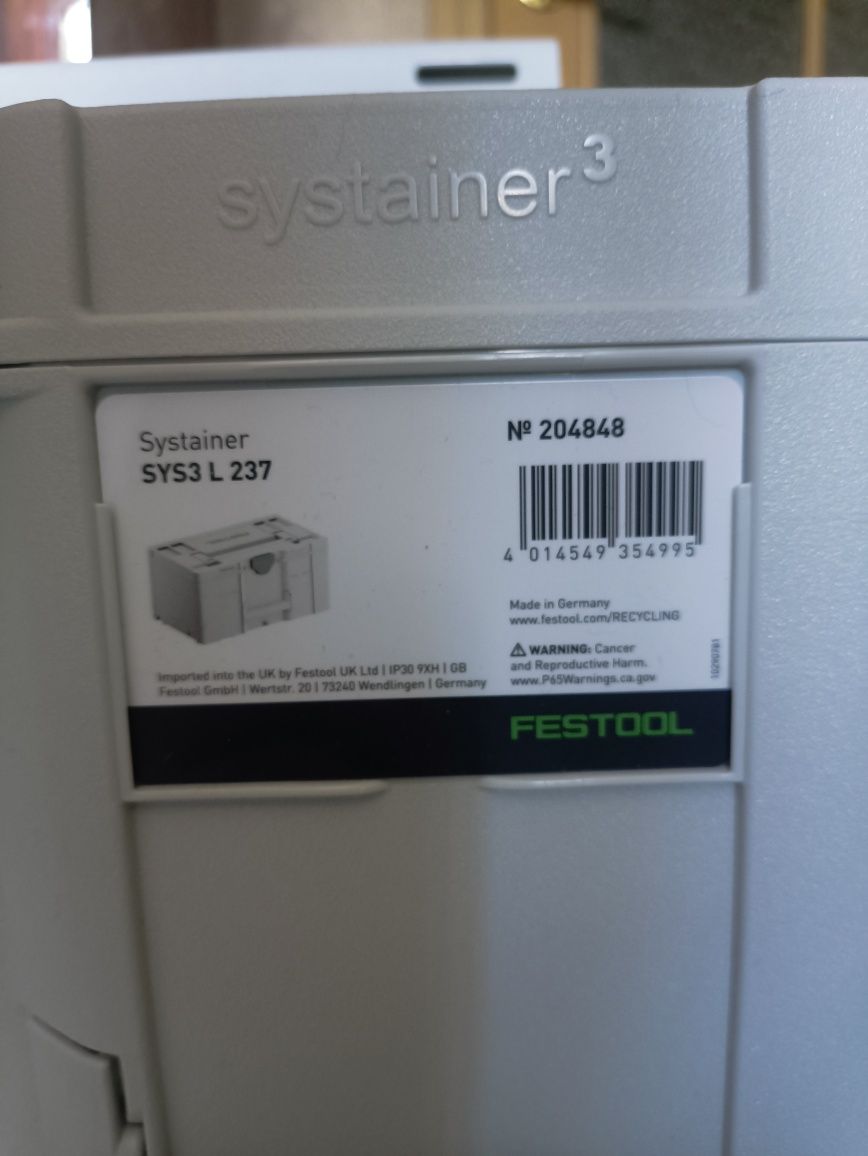 systainer³
Systainer
SYS3 L 237
Nº 204848
4 014549 354995
Made in Germany
www.festool.com/RECYCLING
⚠ WARNING: Cancer
and Reproductive Harm.
www.P65Warnings.ca.gov
Imported into the UK by Festool UK Ltd | IP30 9XH | GB
Festool GmbH | Wertstr. 20 | 73240 Wendlingen | Germany
FESTOOL